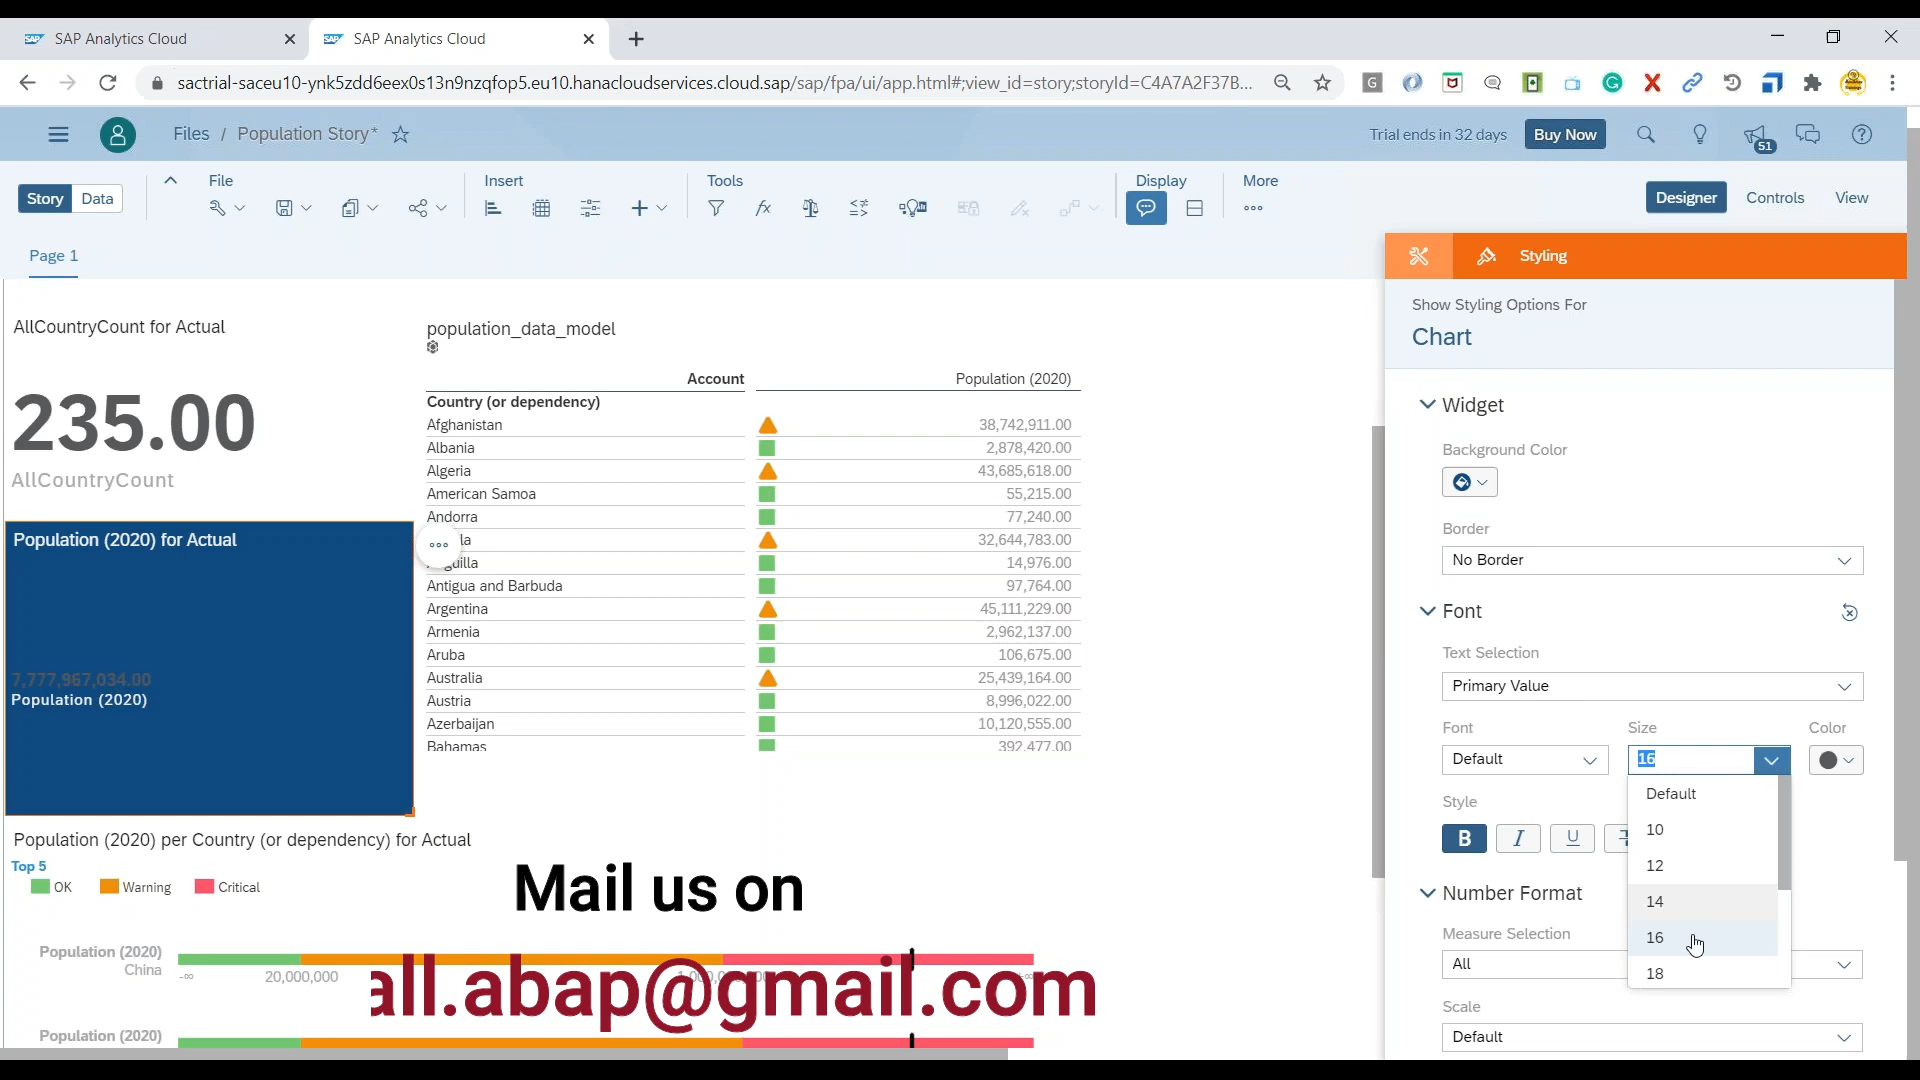 SAP Analytics Cloud
SAP Analytics Cloud
sactrial-saceu10-ynk5zdd6eex0s13n9nzqfop5.eu10.hanacloudservices.cloud.sap/sap/fpa/ui/app.html#;view_id=story;storyId=C4A7A2F37B...
Files / Population Story*
Trial ends in 32 days
Buy Now
51
Story Data
File
Insert
Tools
Display
More
Designer Controls View
Page 1
AllCountryCount for Actual
235.00
AllCountryCount
Population (2020) for Actual
7,777,967,034.00
Population (2020)
population_data_model
Account Population (2020)
Country (or dependency)
Afghanistan 38,742,911.00
Albania 2,878,420.00
Algeria 43,685,618.00
American Samoa 55,215.00
Andorra 77,240.00
la 32,644,783.00
guilla 14,976.00
Antigua and Barbuda 97,764.00
Argentina 45,111,229.00
Armenia 2,962,137.00
Aruba 106,675.00
Australia 25,439,164.00
Austria 8,996,022.00
Azerbaijan 10,120,555.00
Bahamas 392,477.00
Population (2020) per Country (or dependency) for Actual
Top 5
OK Warning Critical
Population (2020)
China
-∞ 20,000,000
Population (2020)
Mail us on
all.abap@gmail.com
Styling
Show Styling Options For
Chart
Widget
Background Color
Border
No Border
Font
Text Selection
Primary Value
Font Size Color
Default 16
Default
10
12
14
16
18
Style
B I U
Number Format
Measure Selection
All
Scale
Default